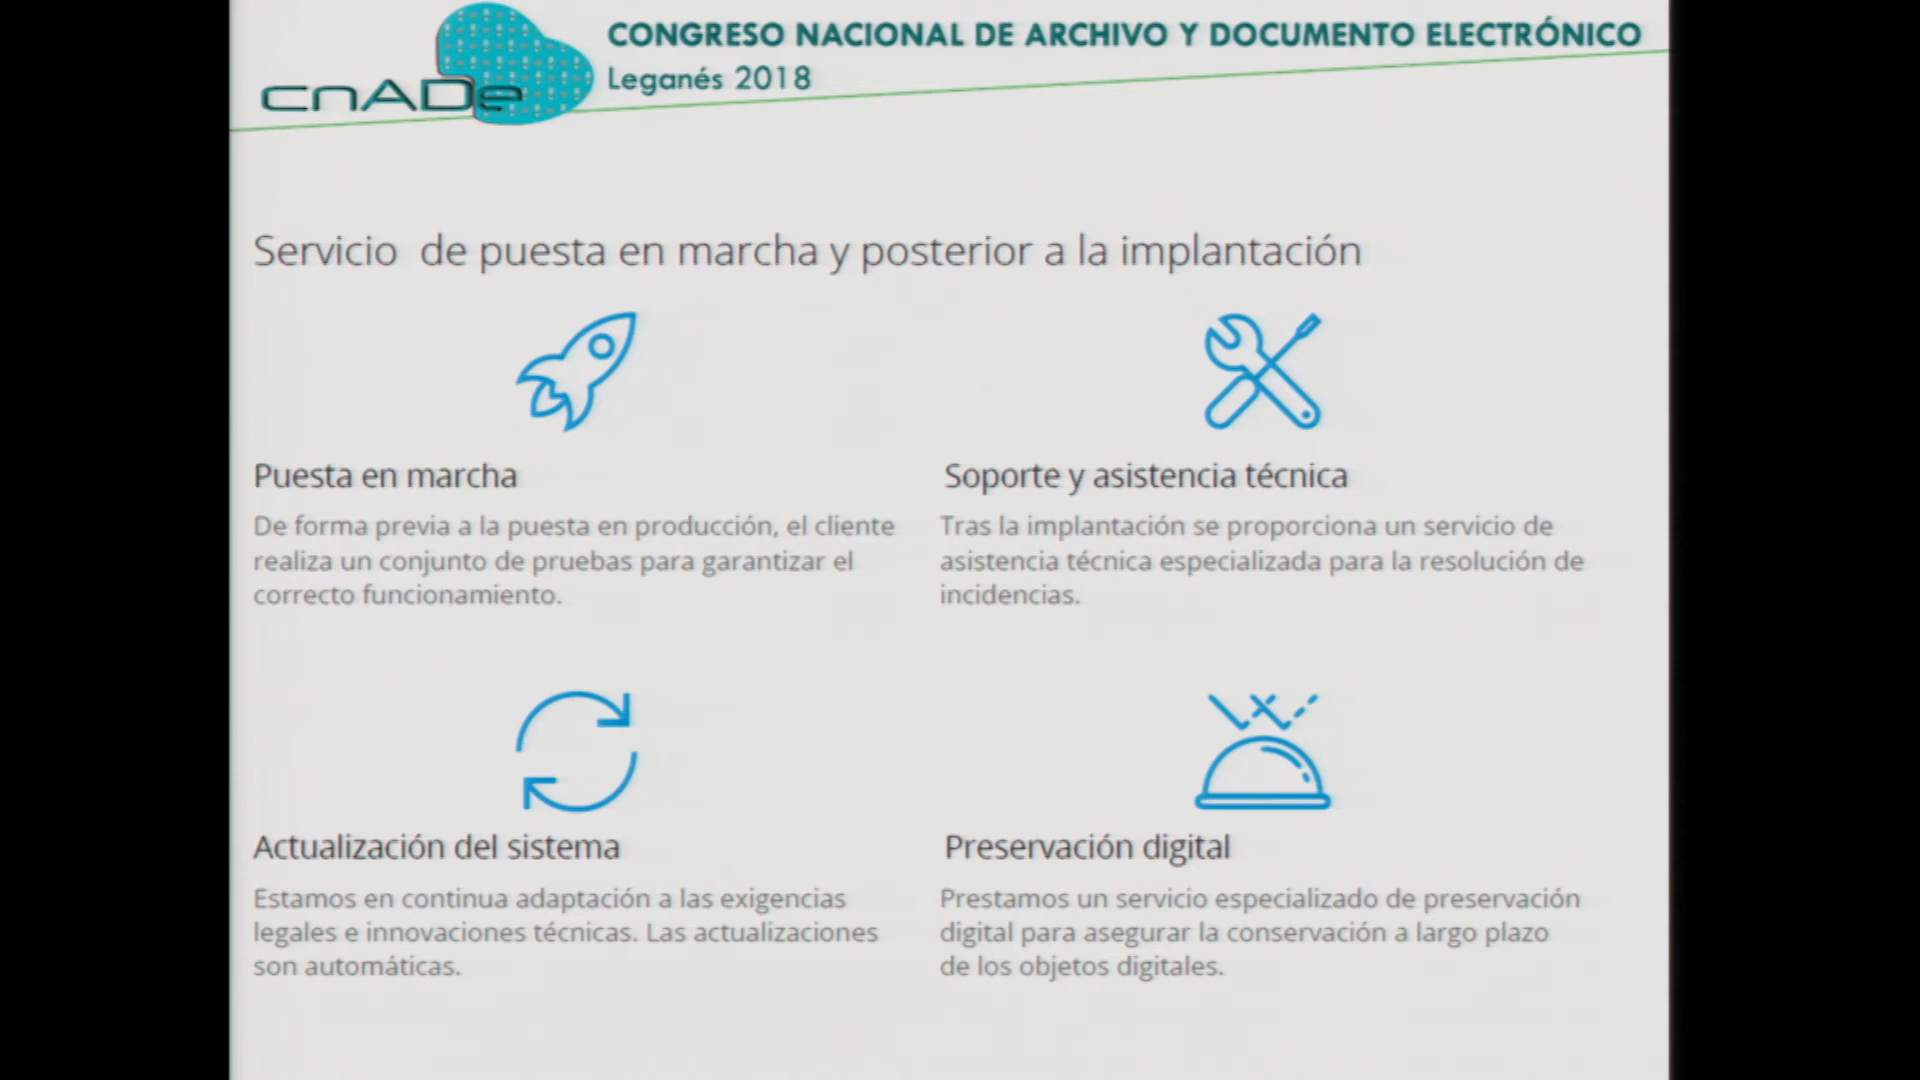 cnADe
CONGRESO NACIONAL DE ARCHIVO Y DOCUMENTO ELECTRÓNICO
Leganés 2018
Servicio de puesta en marcha y posterior a la implantación
Puesta en marcha
De forma previa a la puesta en producción, el cliente
realiza un conjunto de pruebas para garantizar el
correcto funcionamiento.
Soporte y asistencia técnica
Tras la implantación se proporciona un servicio de
asistencia técnica especializada para la resolución de
incidencias.
Actualización del sistema
Estamos en continua adaptación a las exigencias
legales e innovaciones técnicas. Las actualizaciones
son automáticas.
Preservación digital
Prestamos un servicio especializado de preservación
digital para asegurar la conservación a largo plazo
de los objetos digitales.